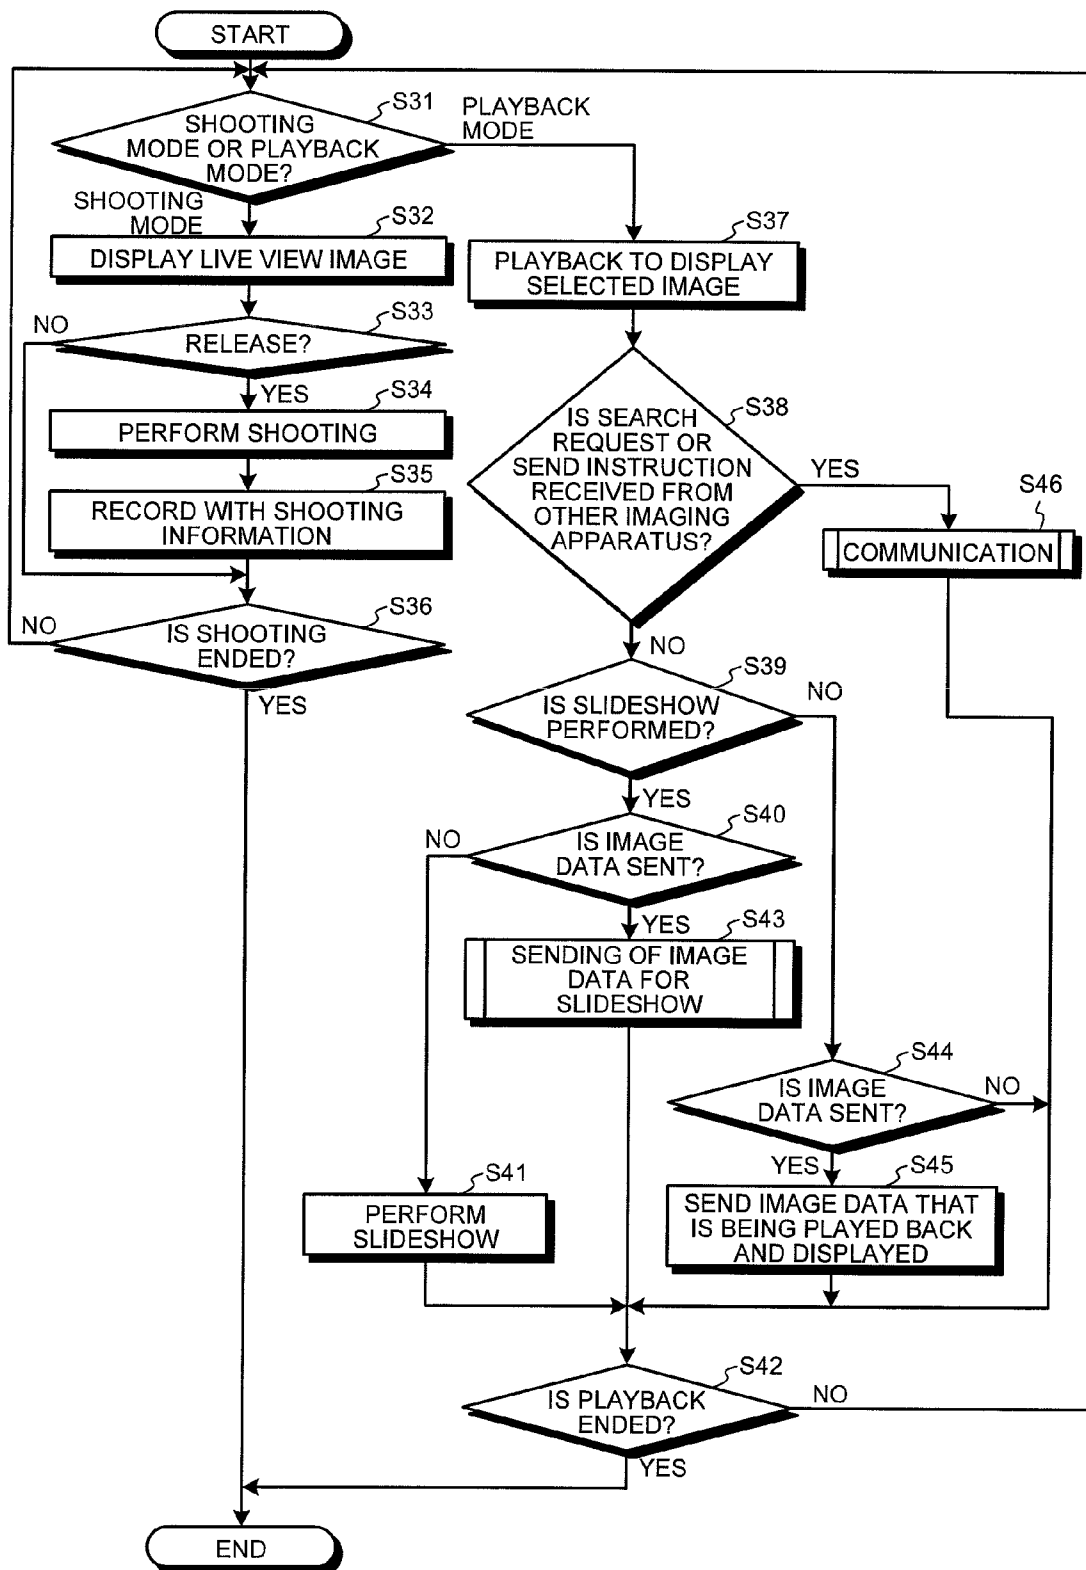 START
S31
SHOOTING
MODE OR PLAYBACK
MODE?
PLAYBACK
MODE
SHOOTING
MODE
S32
DISPLAY LIVE VIEW IMAGE
S33
NO
RELEASE?
YES
S34
PERFORM SHOOTING
S35
RECORD WITH SHOOTING
INFORMATION
S36
NO
IS SHOOTING
ENDED?
YES
S37
PLAYBACK TO DISPLAY
SELECTED IMAGE
S38
IS SEARCH
REQUEST OR
SEND INSTRUCTION
RECEIVED FROM
OTHER IMAGING
APPARATUS?
YES
S46
COMMUNICATION
NO
S39
IS SLIDESHOW
PERFORMED?
NO
YES
S40
NO
IS IMAGE
DATA SENT?
YES
S43
SENDING OF IMAGE
DATA FOR
SLIDESHOW
S44
IS IMAGE
DATA SENT?
NO
YES
S45
SEND IMAGE DATA THAT
IS BEING PLAYED BACK
AND DISPLAYED
S41
PERFORM
SLIDESHOW
S42
IS PLAYBACK
ENDED?
NO
YES
END